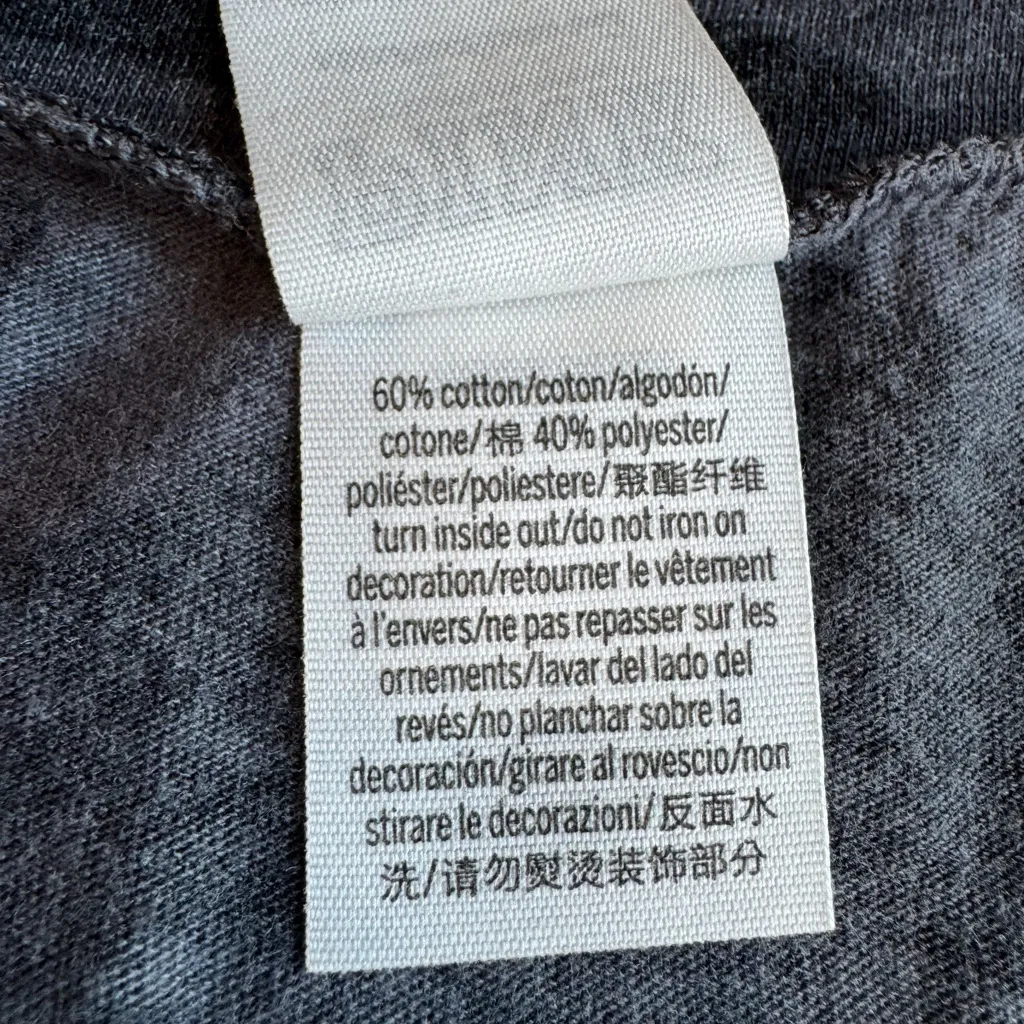 60% cotton/coton/algodón/
cotone/棉 40% polyester/
poliéster/poliestere/聚酯纤维
turn inside out/do not iron on
decoration/retourner le vêtement
à l'envers/ne pas repasser sur les
ornements/lavar del lado del
revés/no planchar sobre la
decoración/girare al rovescio/non
stirare le decorazioni/反面水
洗/请勿熨烫装饰部分